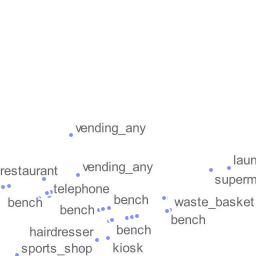 vending_any
laun
restaurant
vending_any
superm
telephone
bench
bench
waste_basket
bench
bench
hairdresser
bench
sports_shop
kiosk